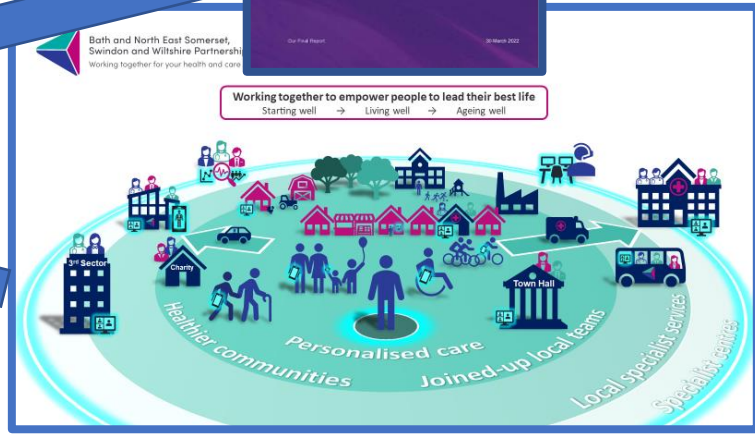 Our Final Report
30 March 2022
Bath and North East Somerset,
Swindon and Wiltshire
Working together for your health and care
Working together to empower people to lead their best life
Starting well → Living well → Ageing well
3rd Sector
Charity
Town Hall
Healthier communities
Personalised care
Joined-up local teams
Local specialist services
Specialist centres